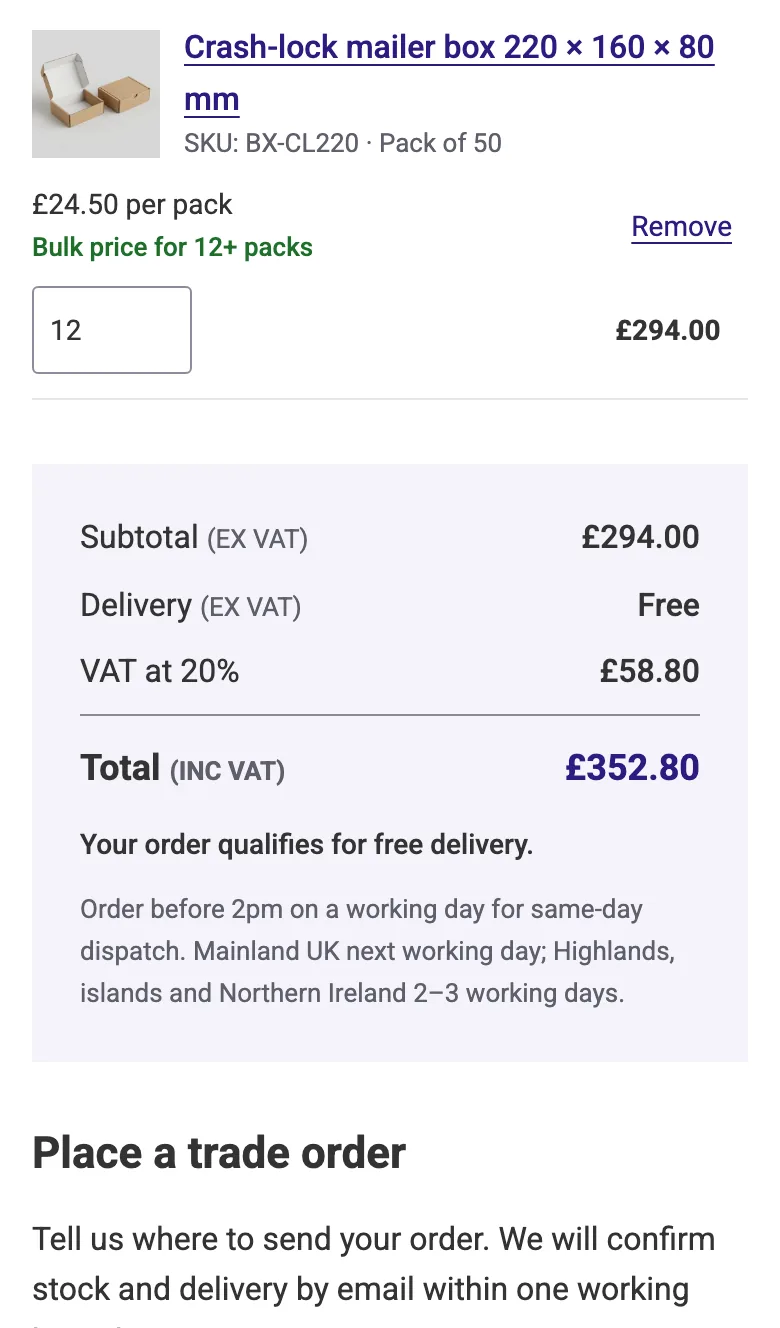 Crash-lock mailer box 220 × 160 × 80
mm
SKU: BX-CL220 · Pack of 50
£24.50 per pack
Bulk price for 12+ packs
Remove
12
£294.00
Subtotal (EX VAT) £294.00
Delivery (EX VAT) Free
VAT at 20% £58.80
Total (INC VAT) £352.80
Your order qualifies for free delivery.
Order before 2pm on a working day for same-day
dispatch. Mainland UK next working day; Highlands,
islands and Northern Ireland 2–3 working days.
Place a trade order
Tell us where to send your order. We will confirm
stock and delivery by email within one working